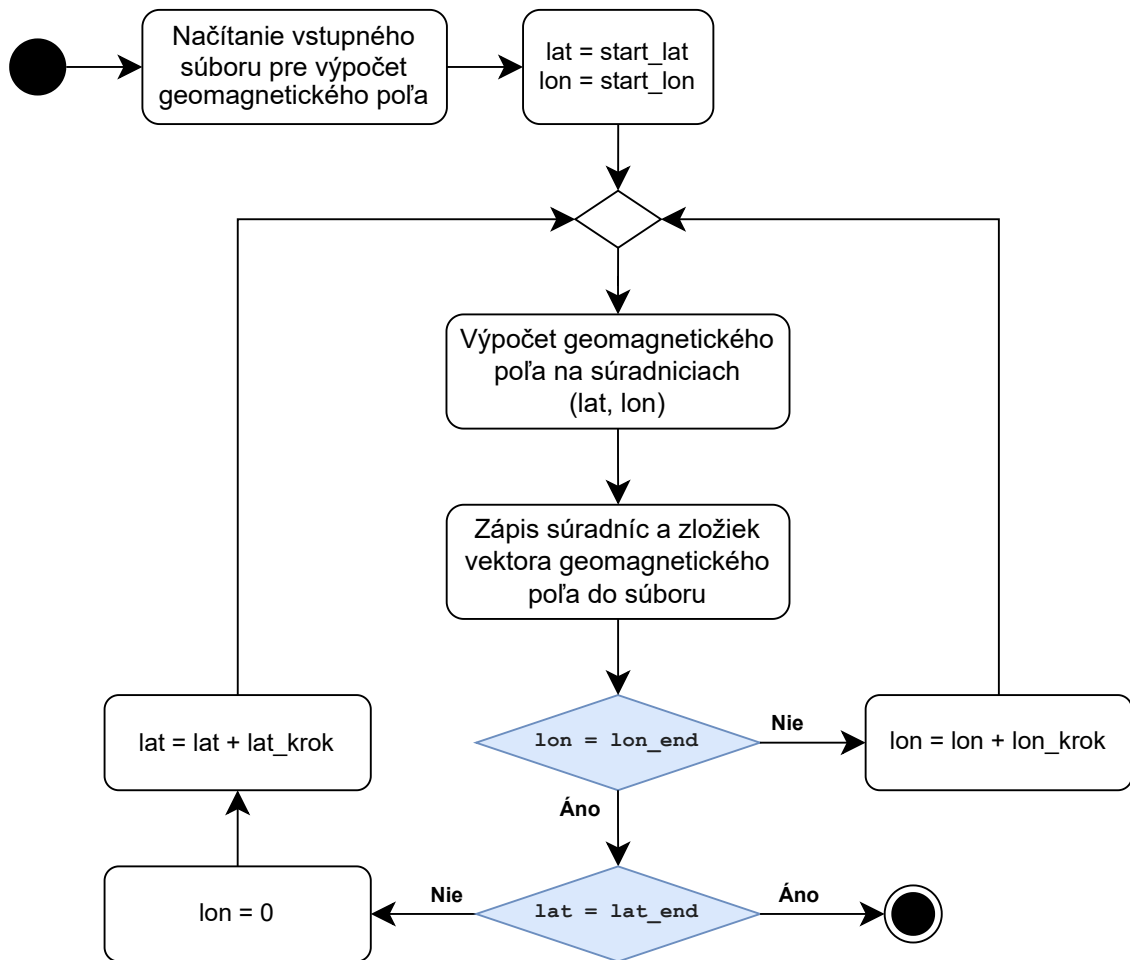 Načítanie vstupného
súboru pre výpočet
geomagnetického poľa
lat = start_lat
lon = start_lon
Výpočet geomagnetického
poľa na súradniciach
(lat, lon)
Zápis súradníc a zložiek
vektora geomagnetického
poľa do súboru
lat = lat + lat_krok
lon = lon_end
Nie
lon = lon + lon_krok
Áno
lon = 0
Nie
lat = lat_end
Áno